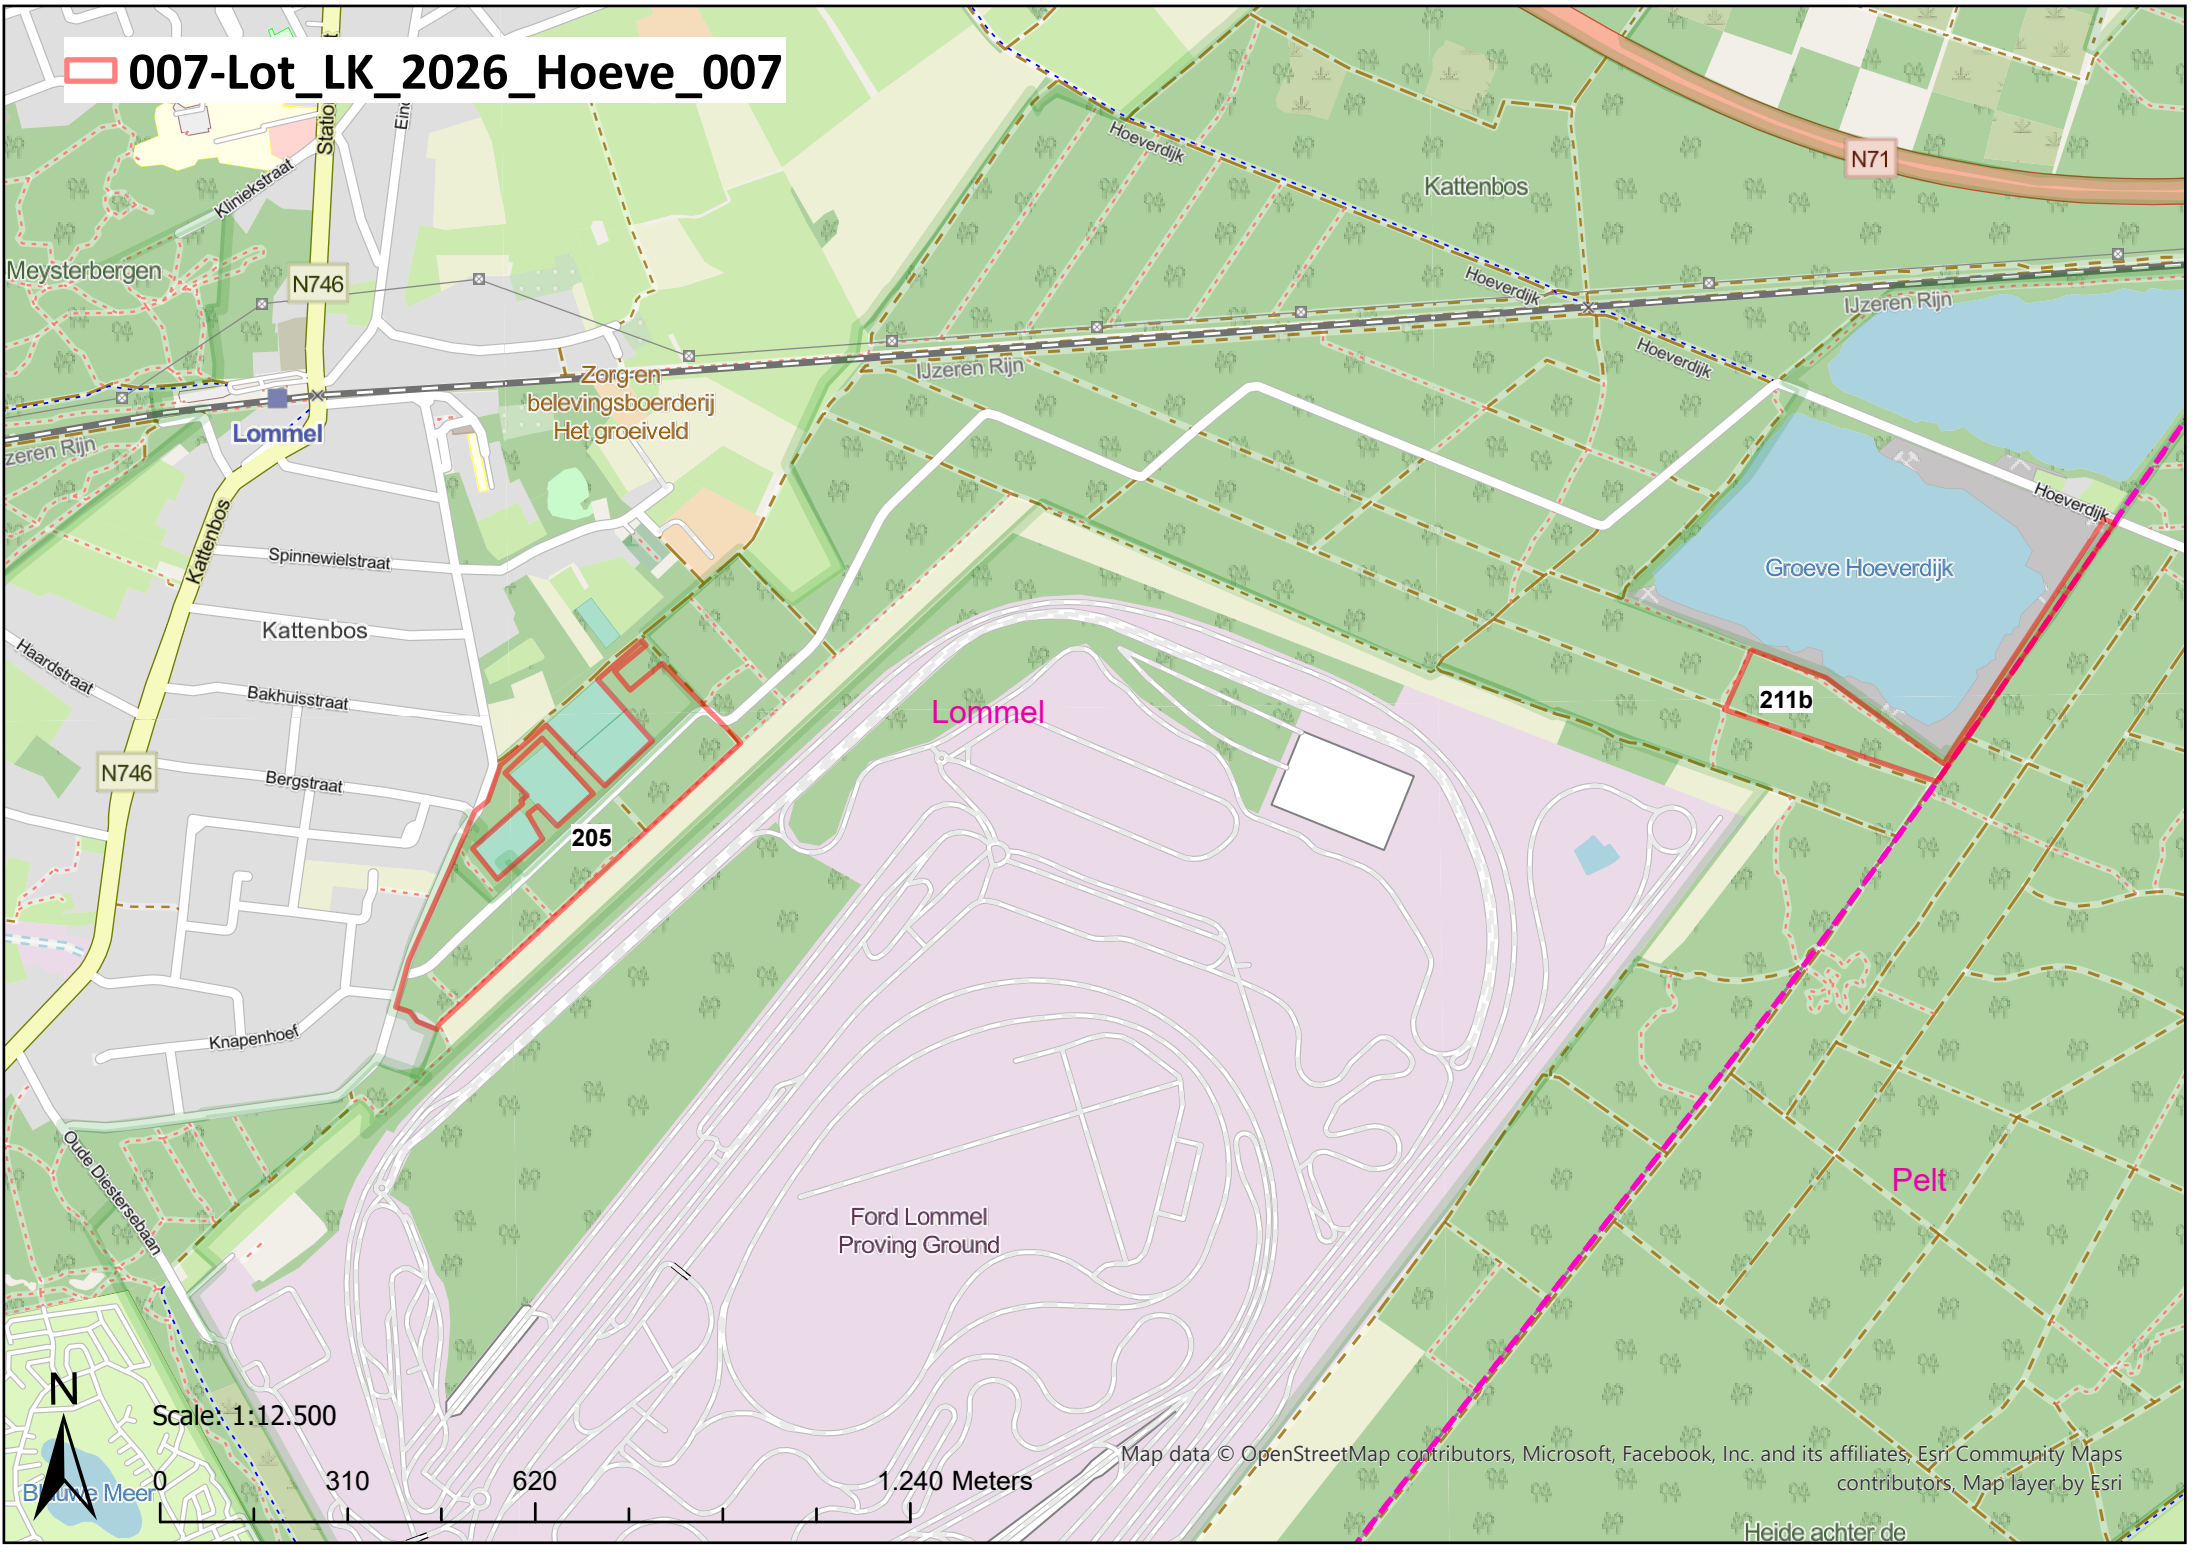 007-Lot_LK_2026_Hoeve_007
Kliniekstraat
Hoeverdijk
Kattenbos
N71
Meysterbergen
N746
Hoeverdijk
IJzeren Rijn
Hoeverdijk
IJzeren Rijn
Zorg en
belevingsboerderij
Het groeiveld
Lommel
zeren Rijn
Hoeverdijk
Kattenbos
Spinnewielstraat
Groeve Hoeverdijk
Kattenbos
Haardstraat
Bakhuisstraat
211b
Lommel
N746
Bergstraat
205
Knapenhoef
Oude Diestersebaan
Pelt
Ford Lommel
Proving Ground
N
Scale: 1:12.500
0 310 620 1.240 Meters
Blauwe Meer
Map data © OpenStreetMap contributors, Microsoft, Facebook, Inc. and its affiliates, Esri Community Maps
contributors, Map layer by Esri
Heide achter de